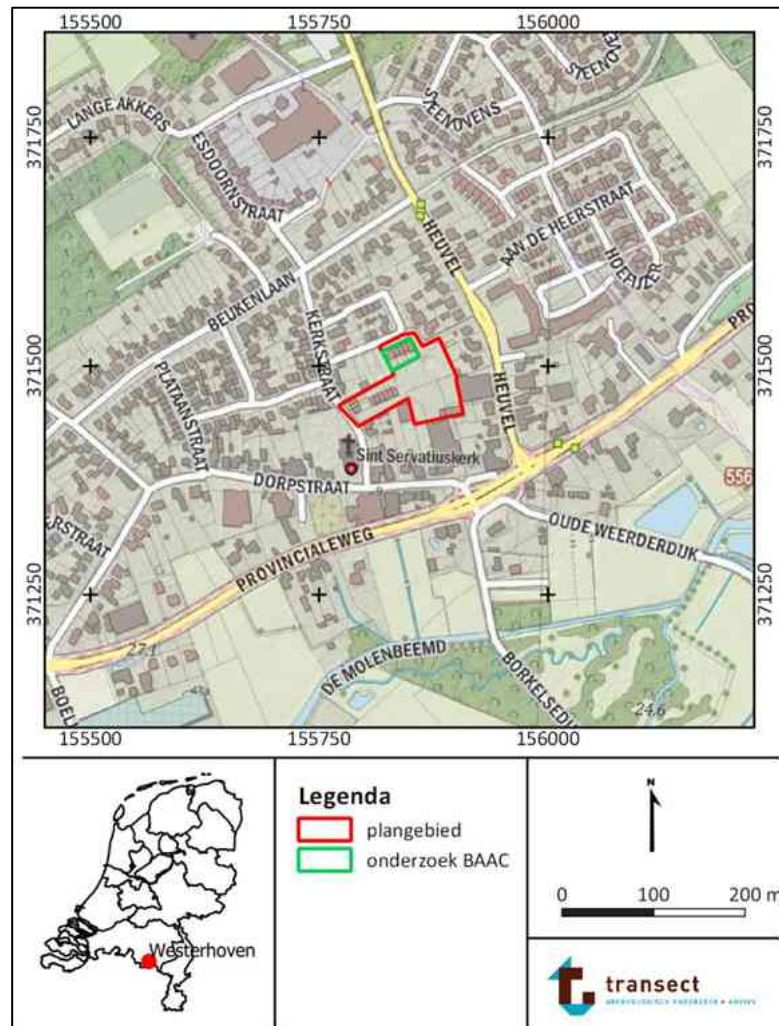 155500 155750 156000
371750
371750
LANGE AKKERS
ESDOORNSTRAAT
STEENOVENS
HEUVEL
AAN DE HEERSTRAAT
HOEFIJZER
BEUKENLAAN
KERKSTRAAT
371500
371500
PLATAANSTRAAT
HEUVEL
Sint Servatiuskerk
DORPSTRAAT
556
PROVINCIALEWEG
OUDE WEERDERDIJK
371250
371250
27.1
DE MOLENBEEMD
BORKELSEDIJK
24.6
155500 155750 156000
Legenda
plangebied
onderzoek BAAC
Westerhoven
N
0 100 200 m
transect